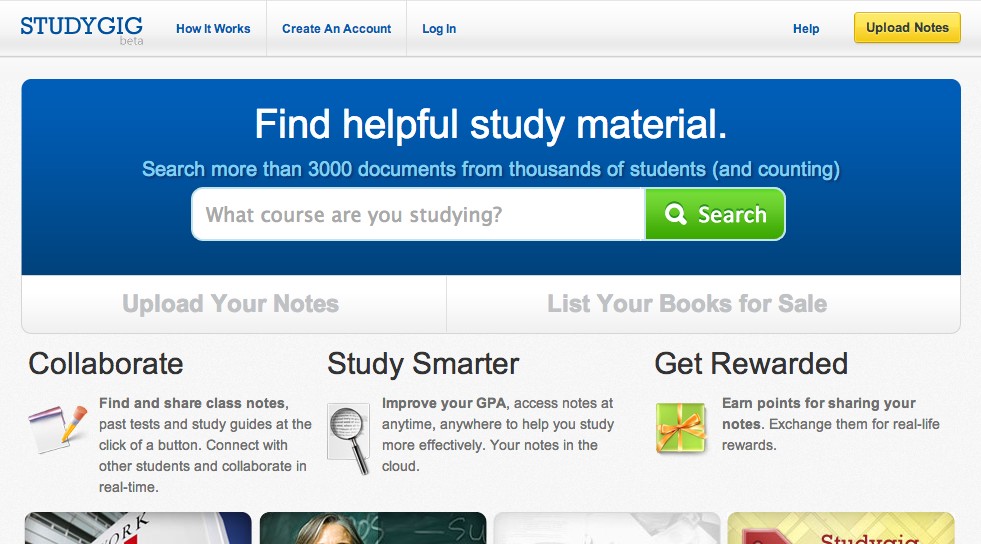 STUDYGIG
beta
How It Works
Create An Account
Log In
Help
Upload Notes
Find helpful study material.
Search more than 3000 documents from thousands of students (and counting)
What course are you studying?
Search
Upload Your Notes
List Your Books for Sale
Collaborate
Find and share class notes,
past tests and study guides at the
click of a button. Connect with
other students and collaborate in
real-time.
Study Smarter
Improve your GPA, access notes at
anytime, anywhere to help you study
more effectively. Your notes in the
cloud.
Get Rewarded
Earn points for sharing your
notes. Exchange them for real-life
rewards.
Studygig